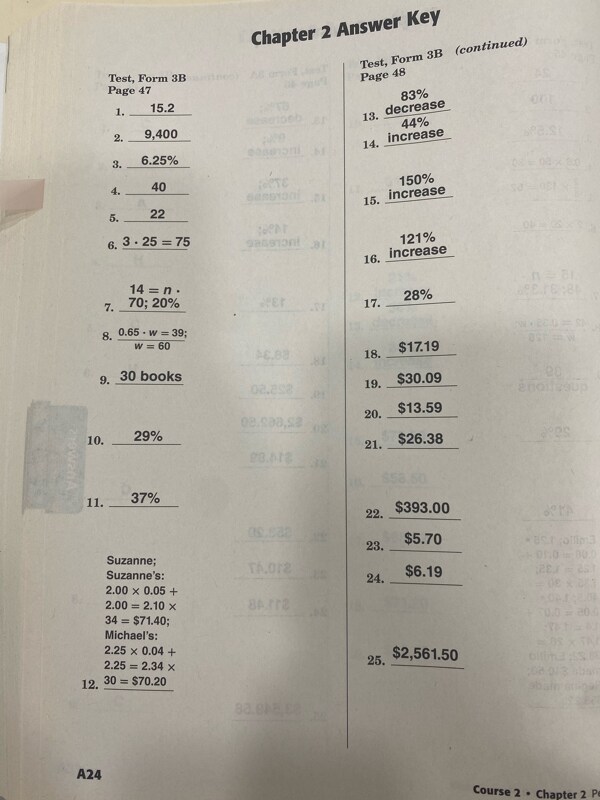 Chapter 2 Answer Key
Test, Form 3B
Page 47
1. 15.2
2. 9,400
3. 6.25%
4. 40
5. 22
6. 3 · 25 = 75
14 = n ·
7. 70; 20%
8. 0.65 · w = 39;
w = 60
9. 30 books
10. 29%
11. 37%
Suzanne;
Suzanne's:
2.00 × 0.05 +
2.00 = 2.10 ×
34 = $71.40;
Michael's:
2.25 × 0.04 +
2.25 = 2.34 ×
12. 30 = $70.20
Test, Form 3B (continued)
Page 48
83%
13. decrease
44%
14. increase
150%
15. increase
121%
16. increase
17. 28%
18. $17.19
19. $30.09
20. $13.59
21. $26.38
22. $393.00
23. $5.70
24. $6.19
25. $2,561.50
A24
Course 2 · Chapter 2